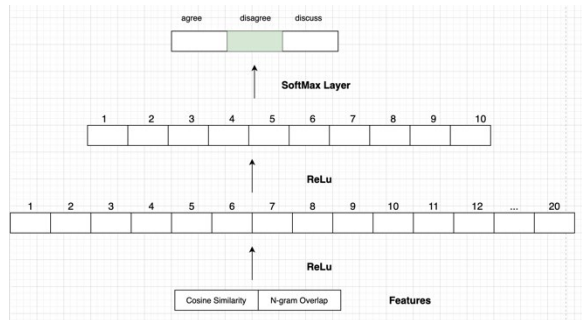 agree disagree discuss
SoftMax Layer
1 2 3 4 5 6 7 8 9 10
ReLu
1 2 3 4 5 6 7 8 9 10 11 12 ... 20
ReLu
Cosine Similarity N-gram Overlap Features